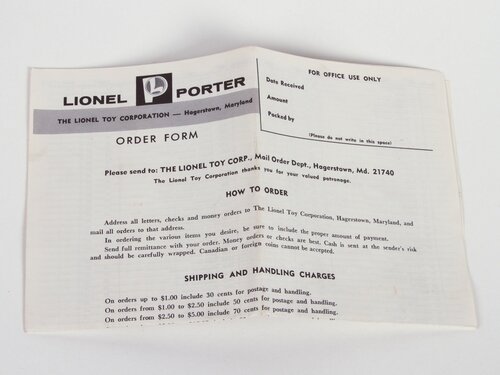 LIONEL LP PORTER
THE LIONEL TOY CORPORATION — Hagerstown, Maryland
ORDER FORM
FOR OFFICE USE ONLY
Date Received
Amount
Packed by
(Please do not write in this space)
Please send to: THE LIONEL TOY CORP., Mail Order Dept., Hagerstown, Md. 21740
The Lionel Toy Corporation thanks you for your valued patronage.
HOW TO ORDER
Address all letters, checks and money orders to The Lionel Toy Corporation, Hagerstown, Maryland, and
mail all orders to that address.
In ordering the various items you desire, be sure to include the proper amount of payment.
Send full remittance with your order. Money orders or checks are best. Cash is sent at the sender's risk
and should be carefully wrapped. Canadian or foreign coins cannot be accepted.
SHIPPING AND HANDLING CHARGES
On orders up to $1.00 include 30 cents for postage and handling.
On orders from $1.00 to $2.50 include 50 cents for postage and handling.
On orders from $2.50 to $5.00 include 70 cents for postage and handling.